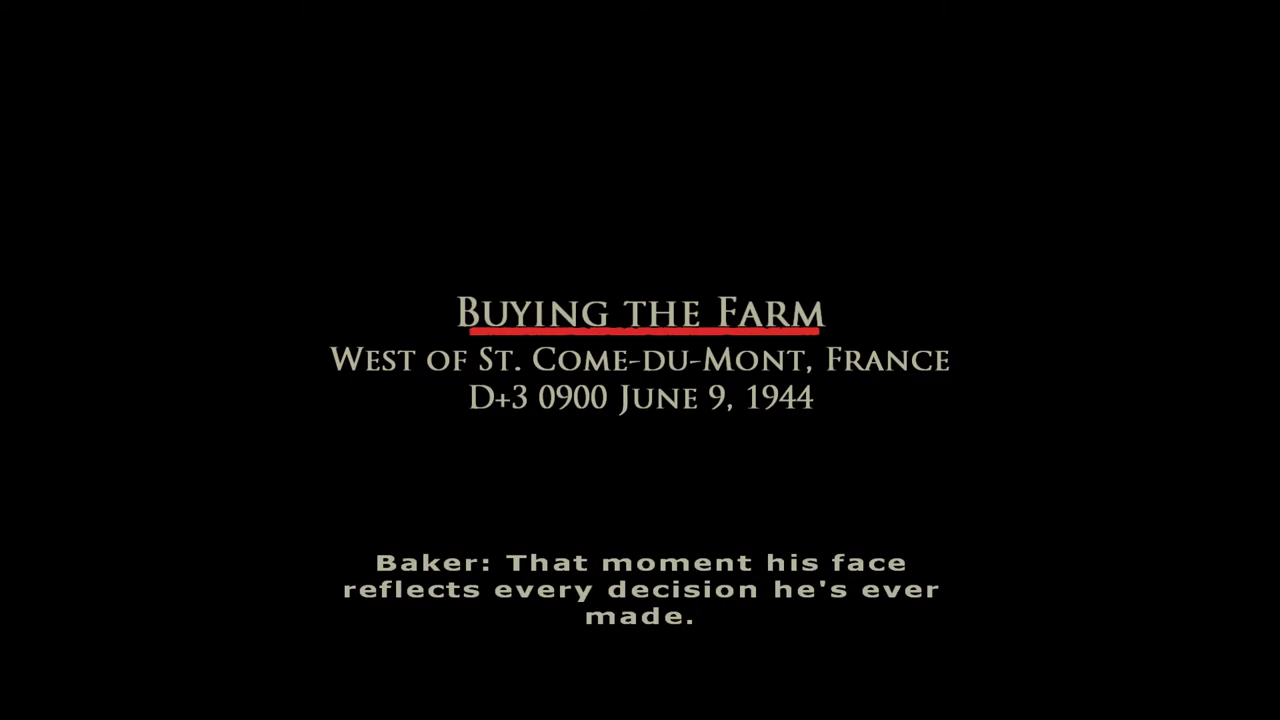 Buying the Farm
West of St. Come-du-Mont, France
D+3 0900 June 9, 1944
Baker: That moment his face
reflects every decision he's ever
made.